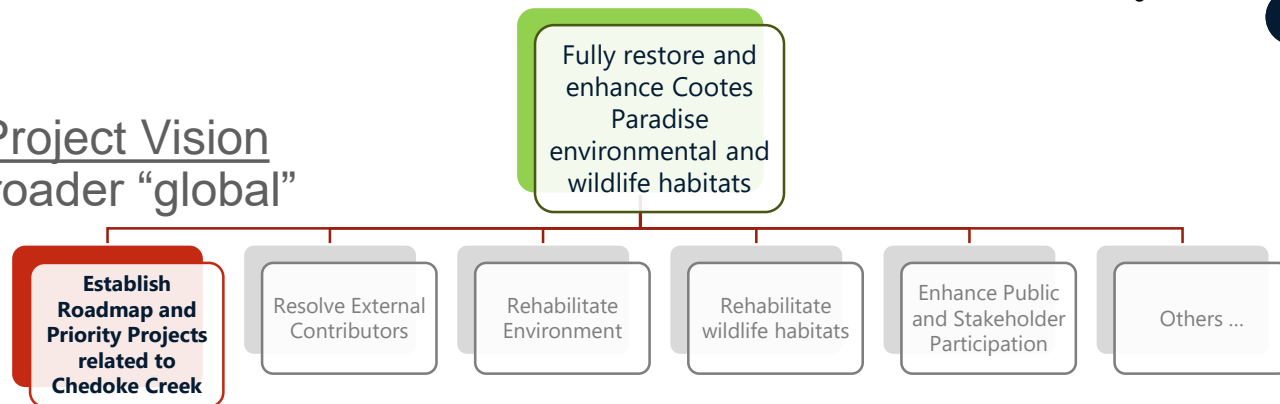 Fully restore and
enhance Cootes
Paradise
environmental and
wildlife habitats
Project Vision
roader “global”
Establish
Roadmap and
Priority Projects
related to
Chedoke Creek
Resolve External
Contributors
Rehabilitate
Environment
Rehabilitate
wildlife habitats
Enhance Public
and Stakeholder
Participation
Others ...